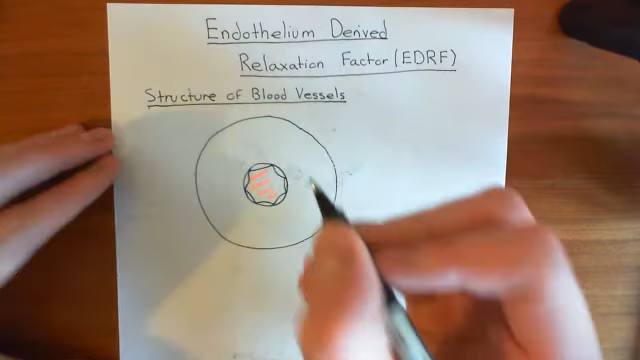 Endothelium Derived
Relaxation Factor (EDRF)
Structure of Blood Vessels